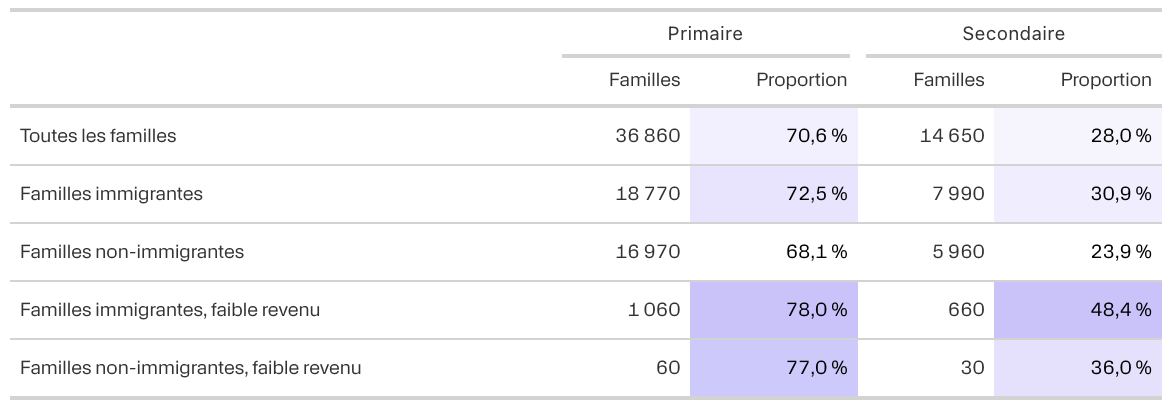 Primaire Secondaire
Familles Proportion Familles Proportion
Toutes les familles 36 860 70,6 % 14 650 28,0 %
Familles immigrantes 18 770 72,5 % 7 990 30,9 %
Familles non-immigrantes 16 970 68,1 % 5 960 23,9 %
Familles immigrantes, faible revenu 1 060 78,0 % 660 48,4 %
Familles non-immigrantes, faible revenu 60 77,0 % 30 36,0 %